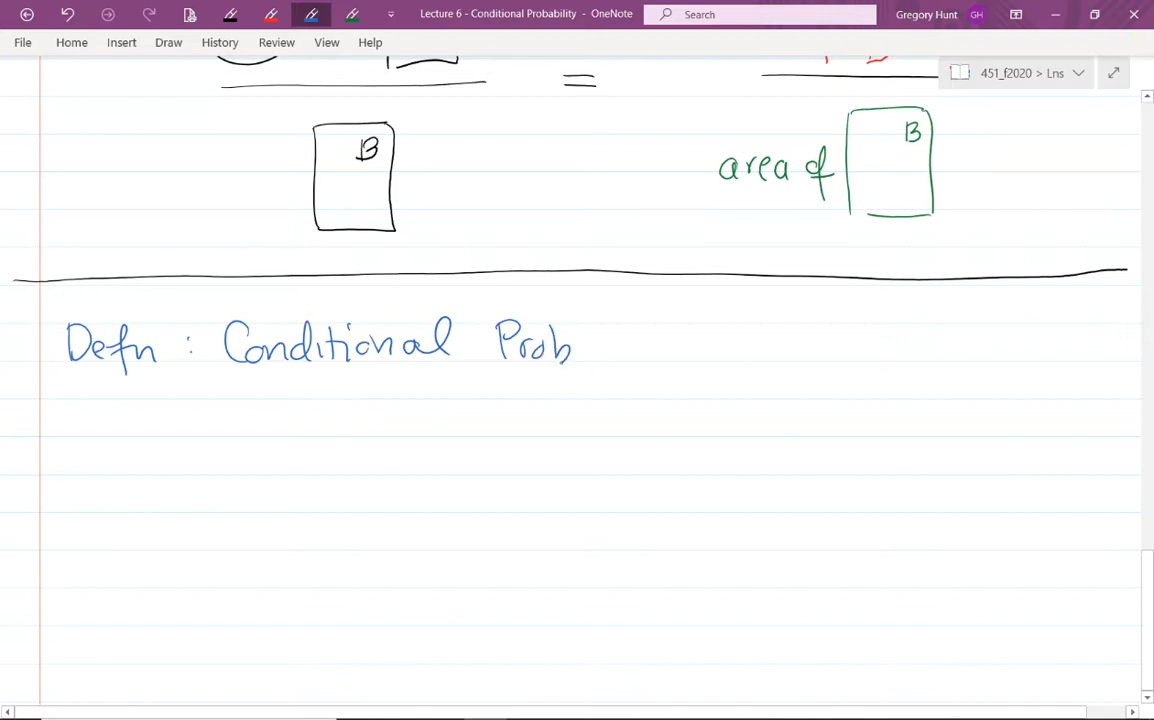 Lecture 6 - Conditional Probability - OneNote
Search
Gregory Hunt GH
File Home Insert Draw History Review View Help
451_f2020 > Lns
B
area of B
Defn : Conditional Prob